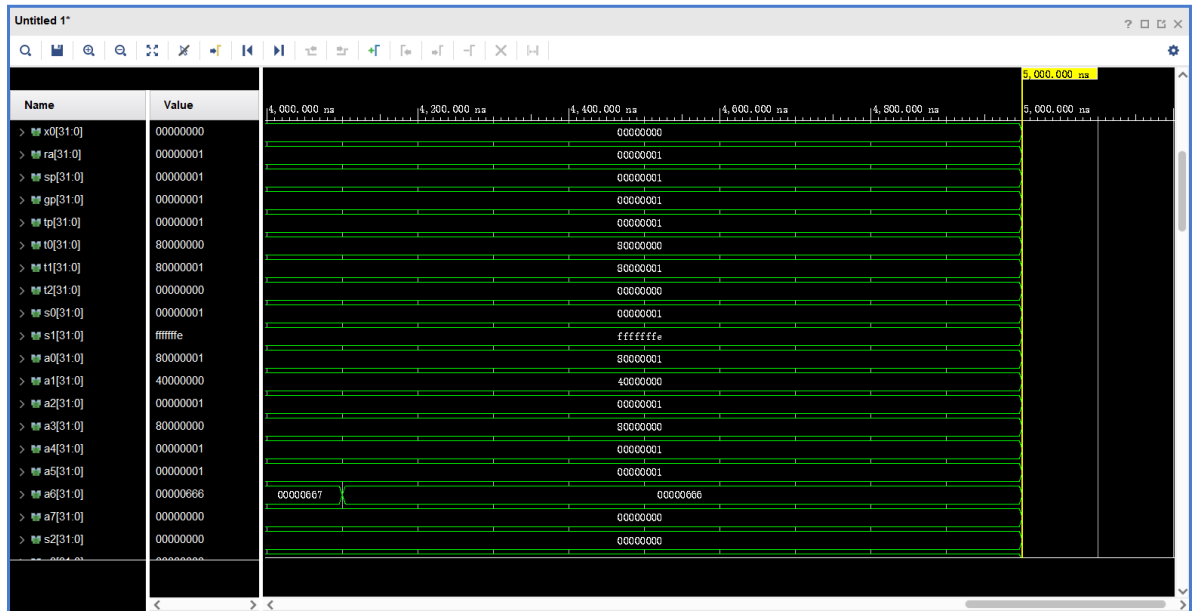 Untitled 1*
?
5,000.000 ns
Name Value 4,000.000 ns 4,200.000 ns 4,400.000 ns 4,600.000 ns 4,800.000 ns 5,000.000 ns
x0[31:0] 00000000 00000000
ra[31:0] 00000001 00000001
sp[31:0] 00000001 00000001
gp[31:0] 00000001 00000001
tp[31:0] 00000001 00000001
t0[31:0] 80000000 80000000
t1[31:0] 80000001 80000001
t2[31:0] 00000000 00000000
s0[31:0] 00000001 00000001
s1[31:0] fffffffe fffffffe
a0[31:0] 80000001 80000001
a1[31:0] 40000000 40000000
a2[31:0] 00000001 00000001
a3[31:0] 80000000 80000000
a4[31:0] 00000001 00000001
a5[31:0] 00000001 00000001
a6[31:0] 00000666 00000667 00000666
a7[31:0] 00000000 00000000
s2[31:0] 00000000 00000000